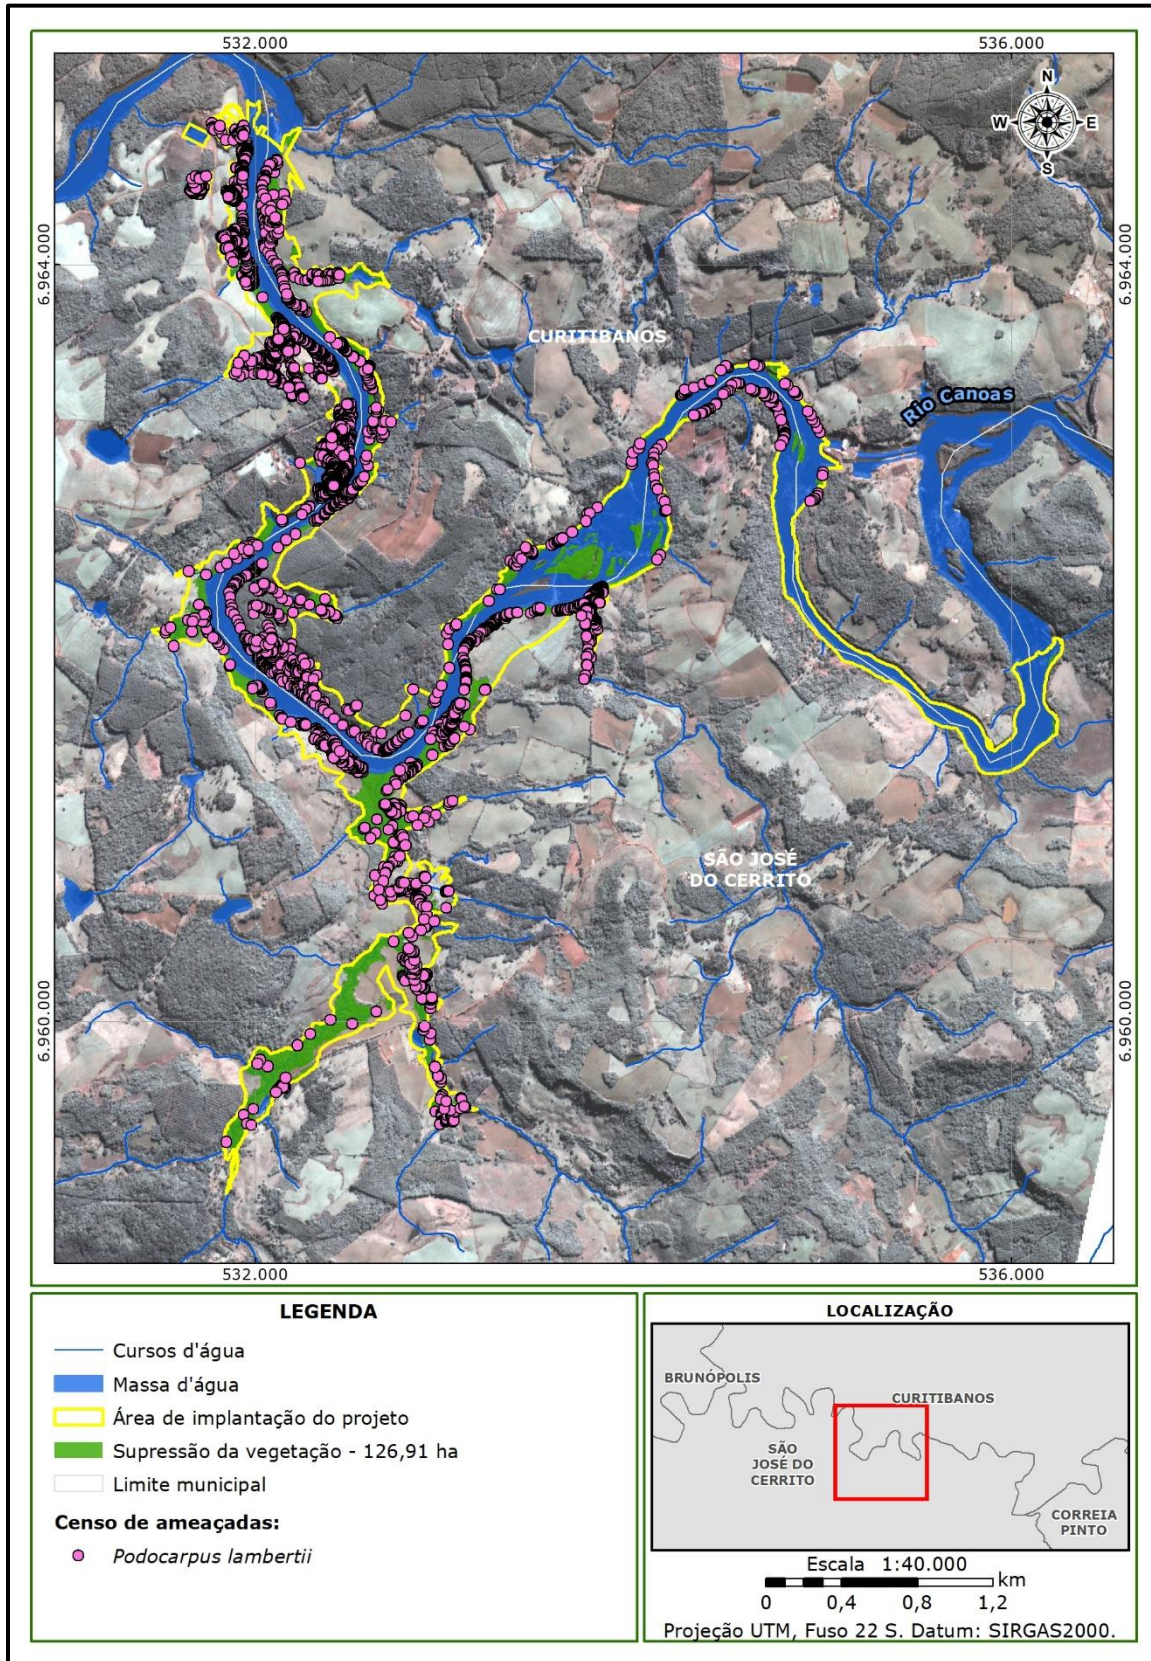 532.000
536.000
N
W
E
S
6.964.000
6.964.000
CURITIBANOS
Rio Canoas
SÃO JOSÉ
DO CERRITO
6.960.000
6.960.000
532.000
536.000
LEGENDA
Cursos d'água
Massa d'água
Área de implantação do projeto
Supressão da vegetação - 126,91 ha
Limite municipal
Censo de ameaçadas:
Podocarpus lambertii
LOCALIZAÇÃO
BRUNÓPOLIS
CURITIBANOS
SÃO
JOSÉ DO
CERRITO
CORREIA
PINTO
Escala 1:40.000
km
0 0,4 0,8 1,2
Projeção UTM, Fuso 22 S. Datum: SIRGAS2000.